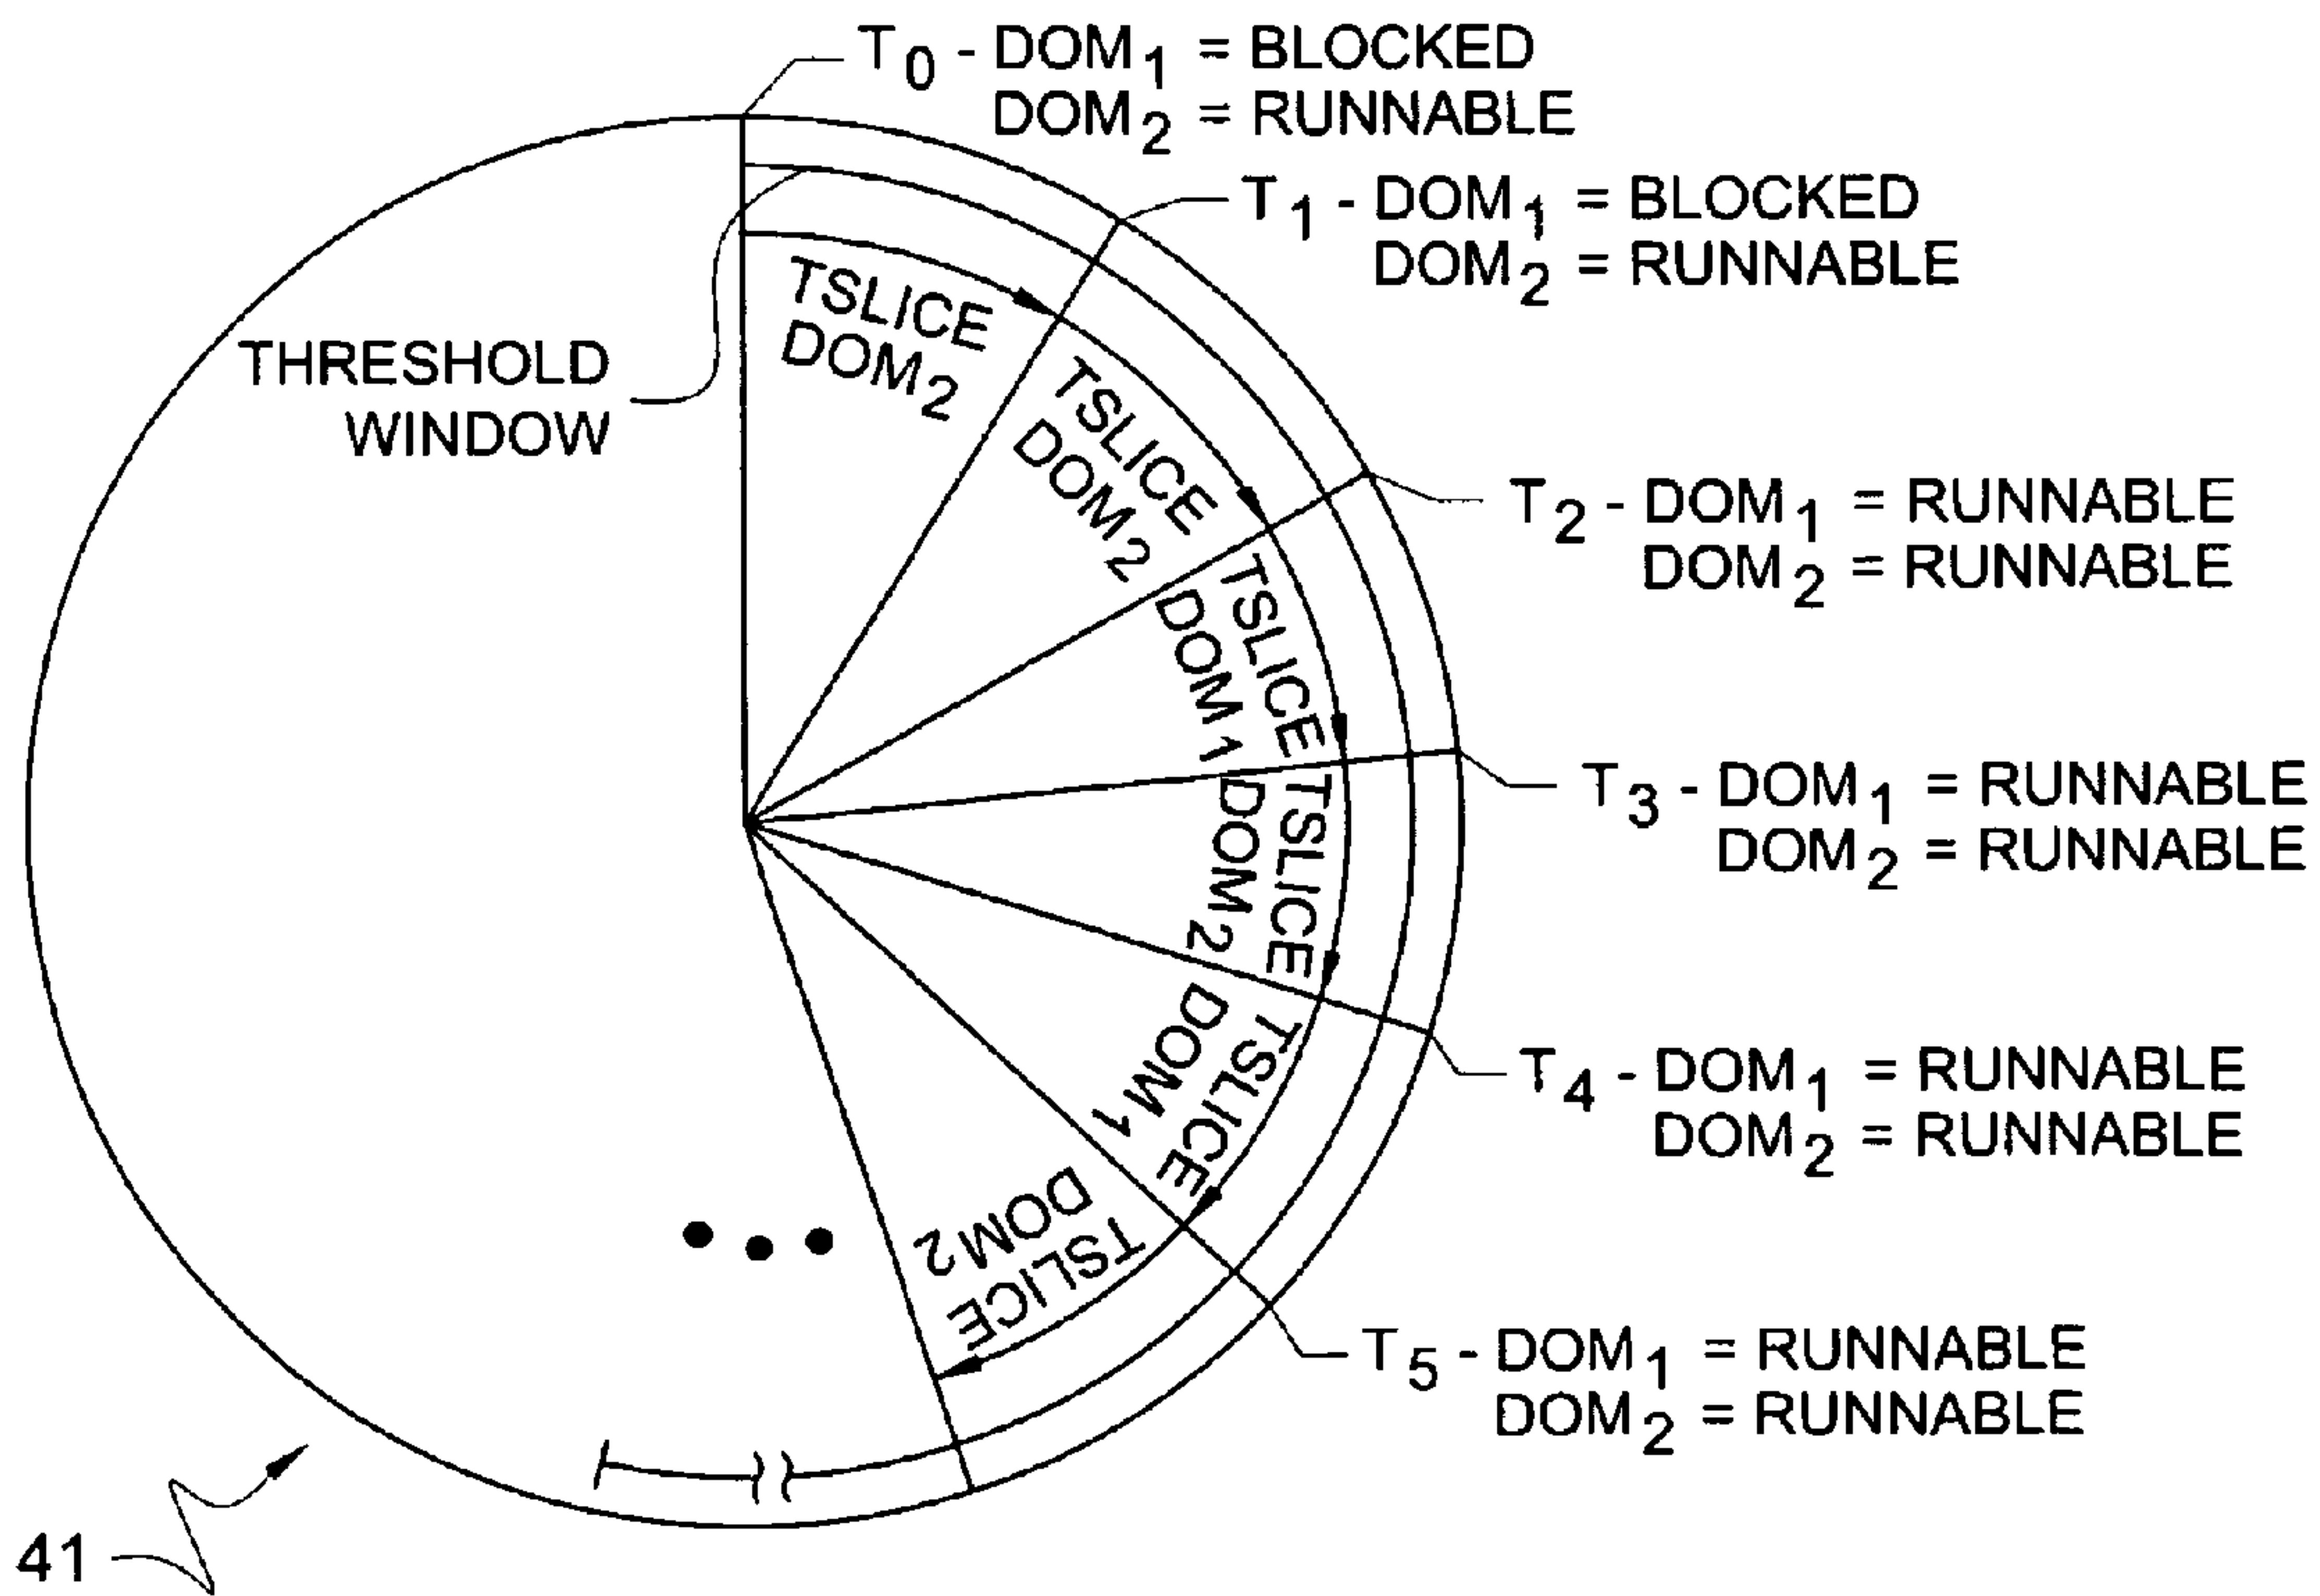 T0 - DOM1 = BLOCKED
DOM2 = RUNNABLE
T1 - DOM1 = BLOCKED
DOM2 = RUNNABLE
THRESHOLD
WINDOW
TSLICE
DOM2
TSLICE
DOM2
T2 - DOM1 = RUNNABLE
DOM2 = RUNNABLE
TSLICE
DOM1
T3 - DOM1 = RUNNABLE
DOM2 = RUNNABLE
TSLICE
DOM2
T4 - DOM1 = RUNNABLE
DOM2 = RUNNABLE
TSLICE
DOM1
TSLICE
DOM2
T5 - DOM1 = RUNNABLE
DOM2 = RUNNABLE
41